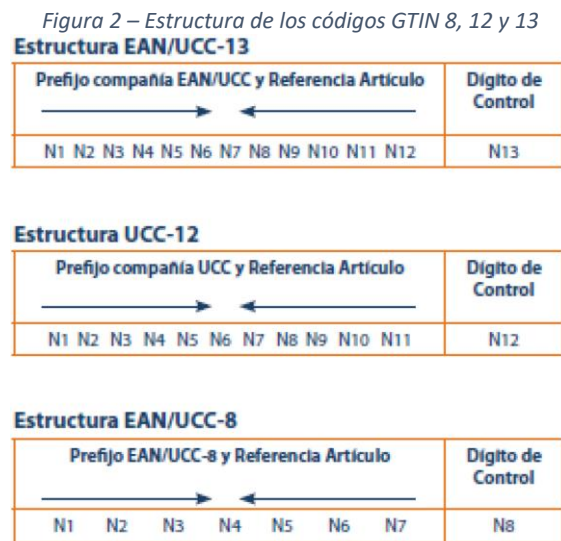 Figura 2 – Estructura de los códigos GTIN 8, 12 y 13
Estructura EAN/UCC-13
Prefijo compañía EAN/UCC y Referencia Artículo
Dígito de
Control
N1 N2 N3 N4 N5 N6 N7 N8 N9 N10 N11 N12
N13
Estructura UCC-12
Prefijo compañía UCC y Referencia Artículo
Dígito de
Control
N1 N2 N3 N4 N5 N6 N7 N8 N9 N10 N11
N12
Estructura EAN/UCC-8
Prefijo EAN/UCC-8 y Referencia Artículo
Dígito de
Control
N1 N2 N3 N4 N5 N6 N7
N8